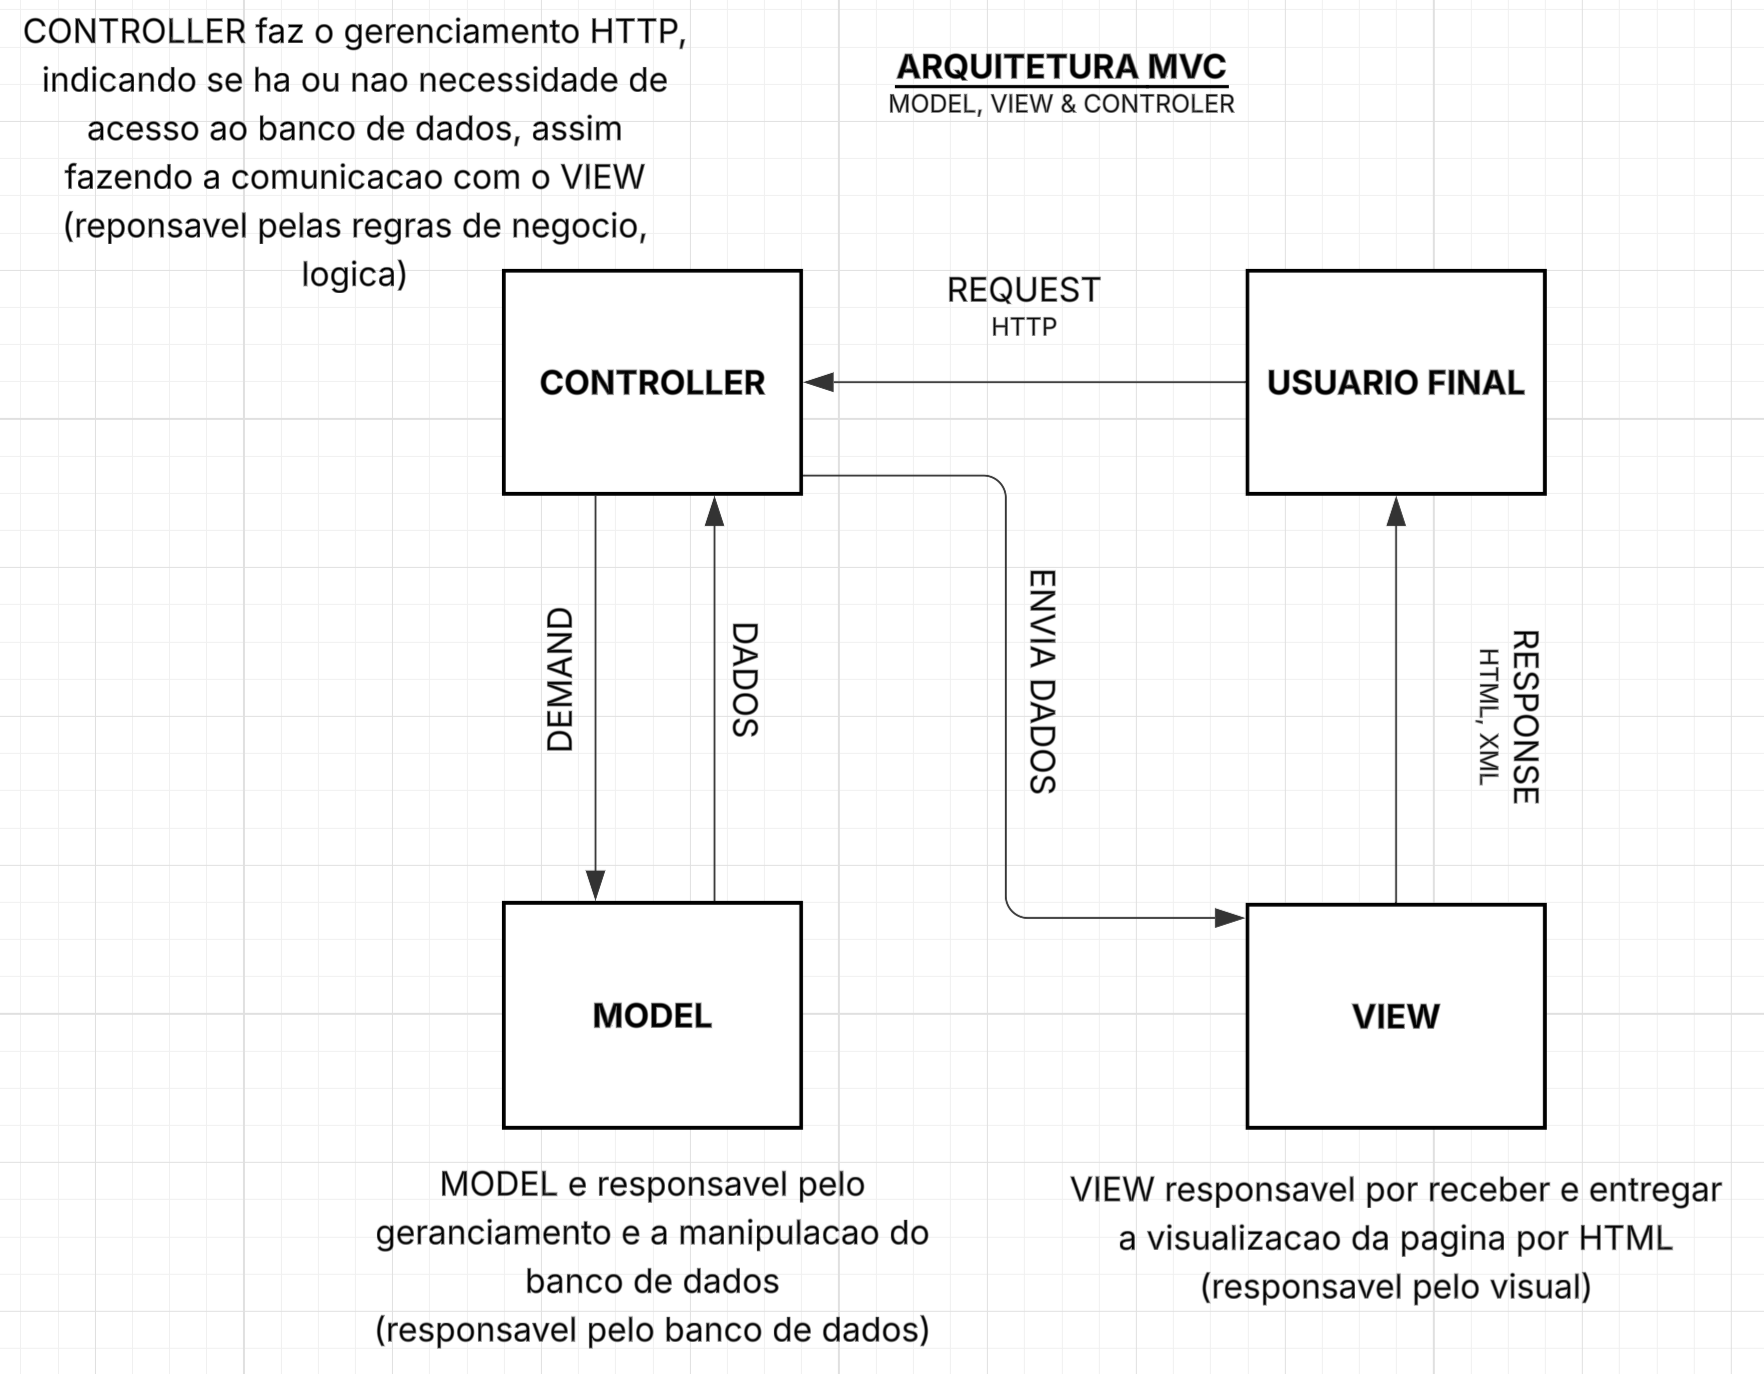 CONTROLLER faz o gerenciamento HTTP,
indicando se ha ou nao necessidade de
acesso ao banco de dados, assim
fazendo a comunicacao com o VIEW
(reponsavel pelas regras de negocio,
logica)
ARQUITETURA MVC
MODEL, VIEW & CONTROLER
CONTROLLER
REQUEST
HTTP
USUARIO FINAL
DEMAND
DADOS
ENVIA DADOS
RESPONSE
HTML, XML
MODEL
VIEW
MODEL e responsavel pelo
geranciamento e a manipulacao do
banco de dados
(responsavel pelo banco de dados)
VIEW responsavel por receber e entregar
a visualizacao da pagina por HTML
(responsavel pelo visual)